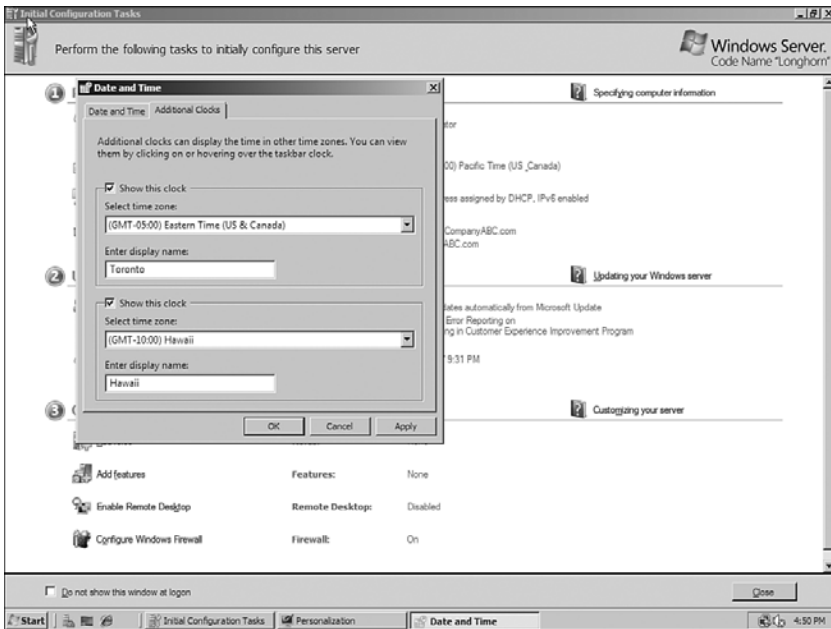 Initial Configuration Tasks
Perform the following tasks to initially configure this server
Windows Server.
Code Name "Longhorn"
1
Specifying computer information
Date and Time
Date and Time
Additional Clocks
Additional clocks can display the time in other time zones. You can view
them by clicking on or hovering over the taskbar clock.
Show this clock
Select time zone:
(GMT-05:00) Eastern Time (US & Canada)
Enter display name:
Toronto
Show this clock
Select time zone:
(GMT-10:00) Hawaii
Enter display name:
Hawaii
OK
Cancel
Apply
00) Pacific Time (US_Canada)
ess assigned by DHCP, IPv6 enabled
CompanyABC.com
ABC.com
2
Updating your Windows server
ates automatically from Microsoft Update
Error Reporting on
ng in Customer Experience Improvement Program
9:31 PM
3
Customizing your server
Add features
Features:
None
Enable Remote Desktop
Remote Desktop:
Disabled
Configure Windows Firewall
Firewall:
On
Do not show this window at logon
Close
Start
Initial Configuration Tasks
Personalization
Date and Time
4:50 PM